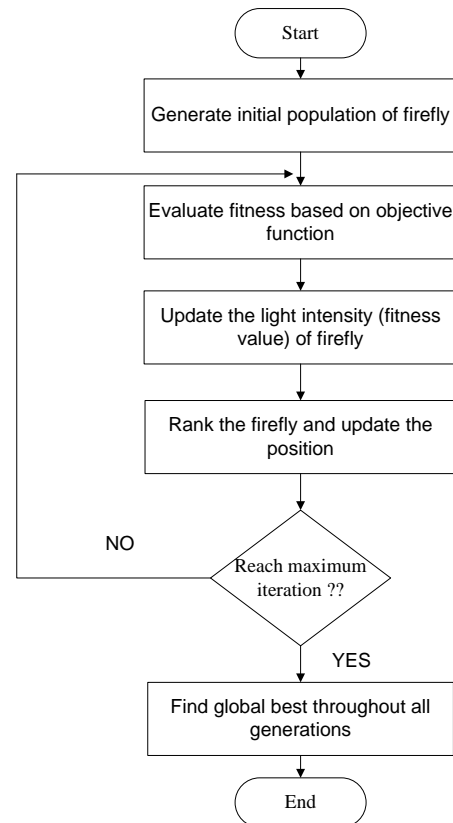 Start
Generate initial population of firefly
Evaluate fitness based on objective
function
Update the light intensity (fitness
value) of firefly
Rank the firefly and update the
position
NO
Reach maximum
iteration ??
YES
Find global best throughout all
generations
End